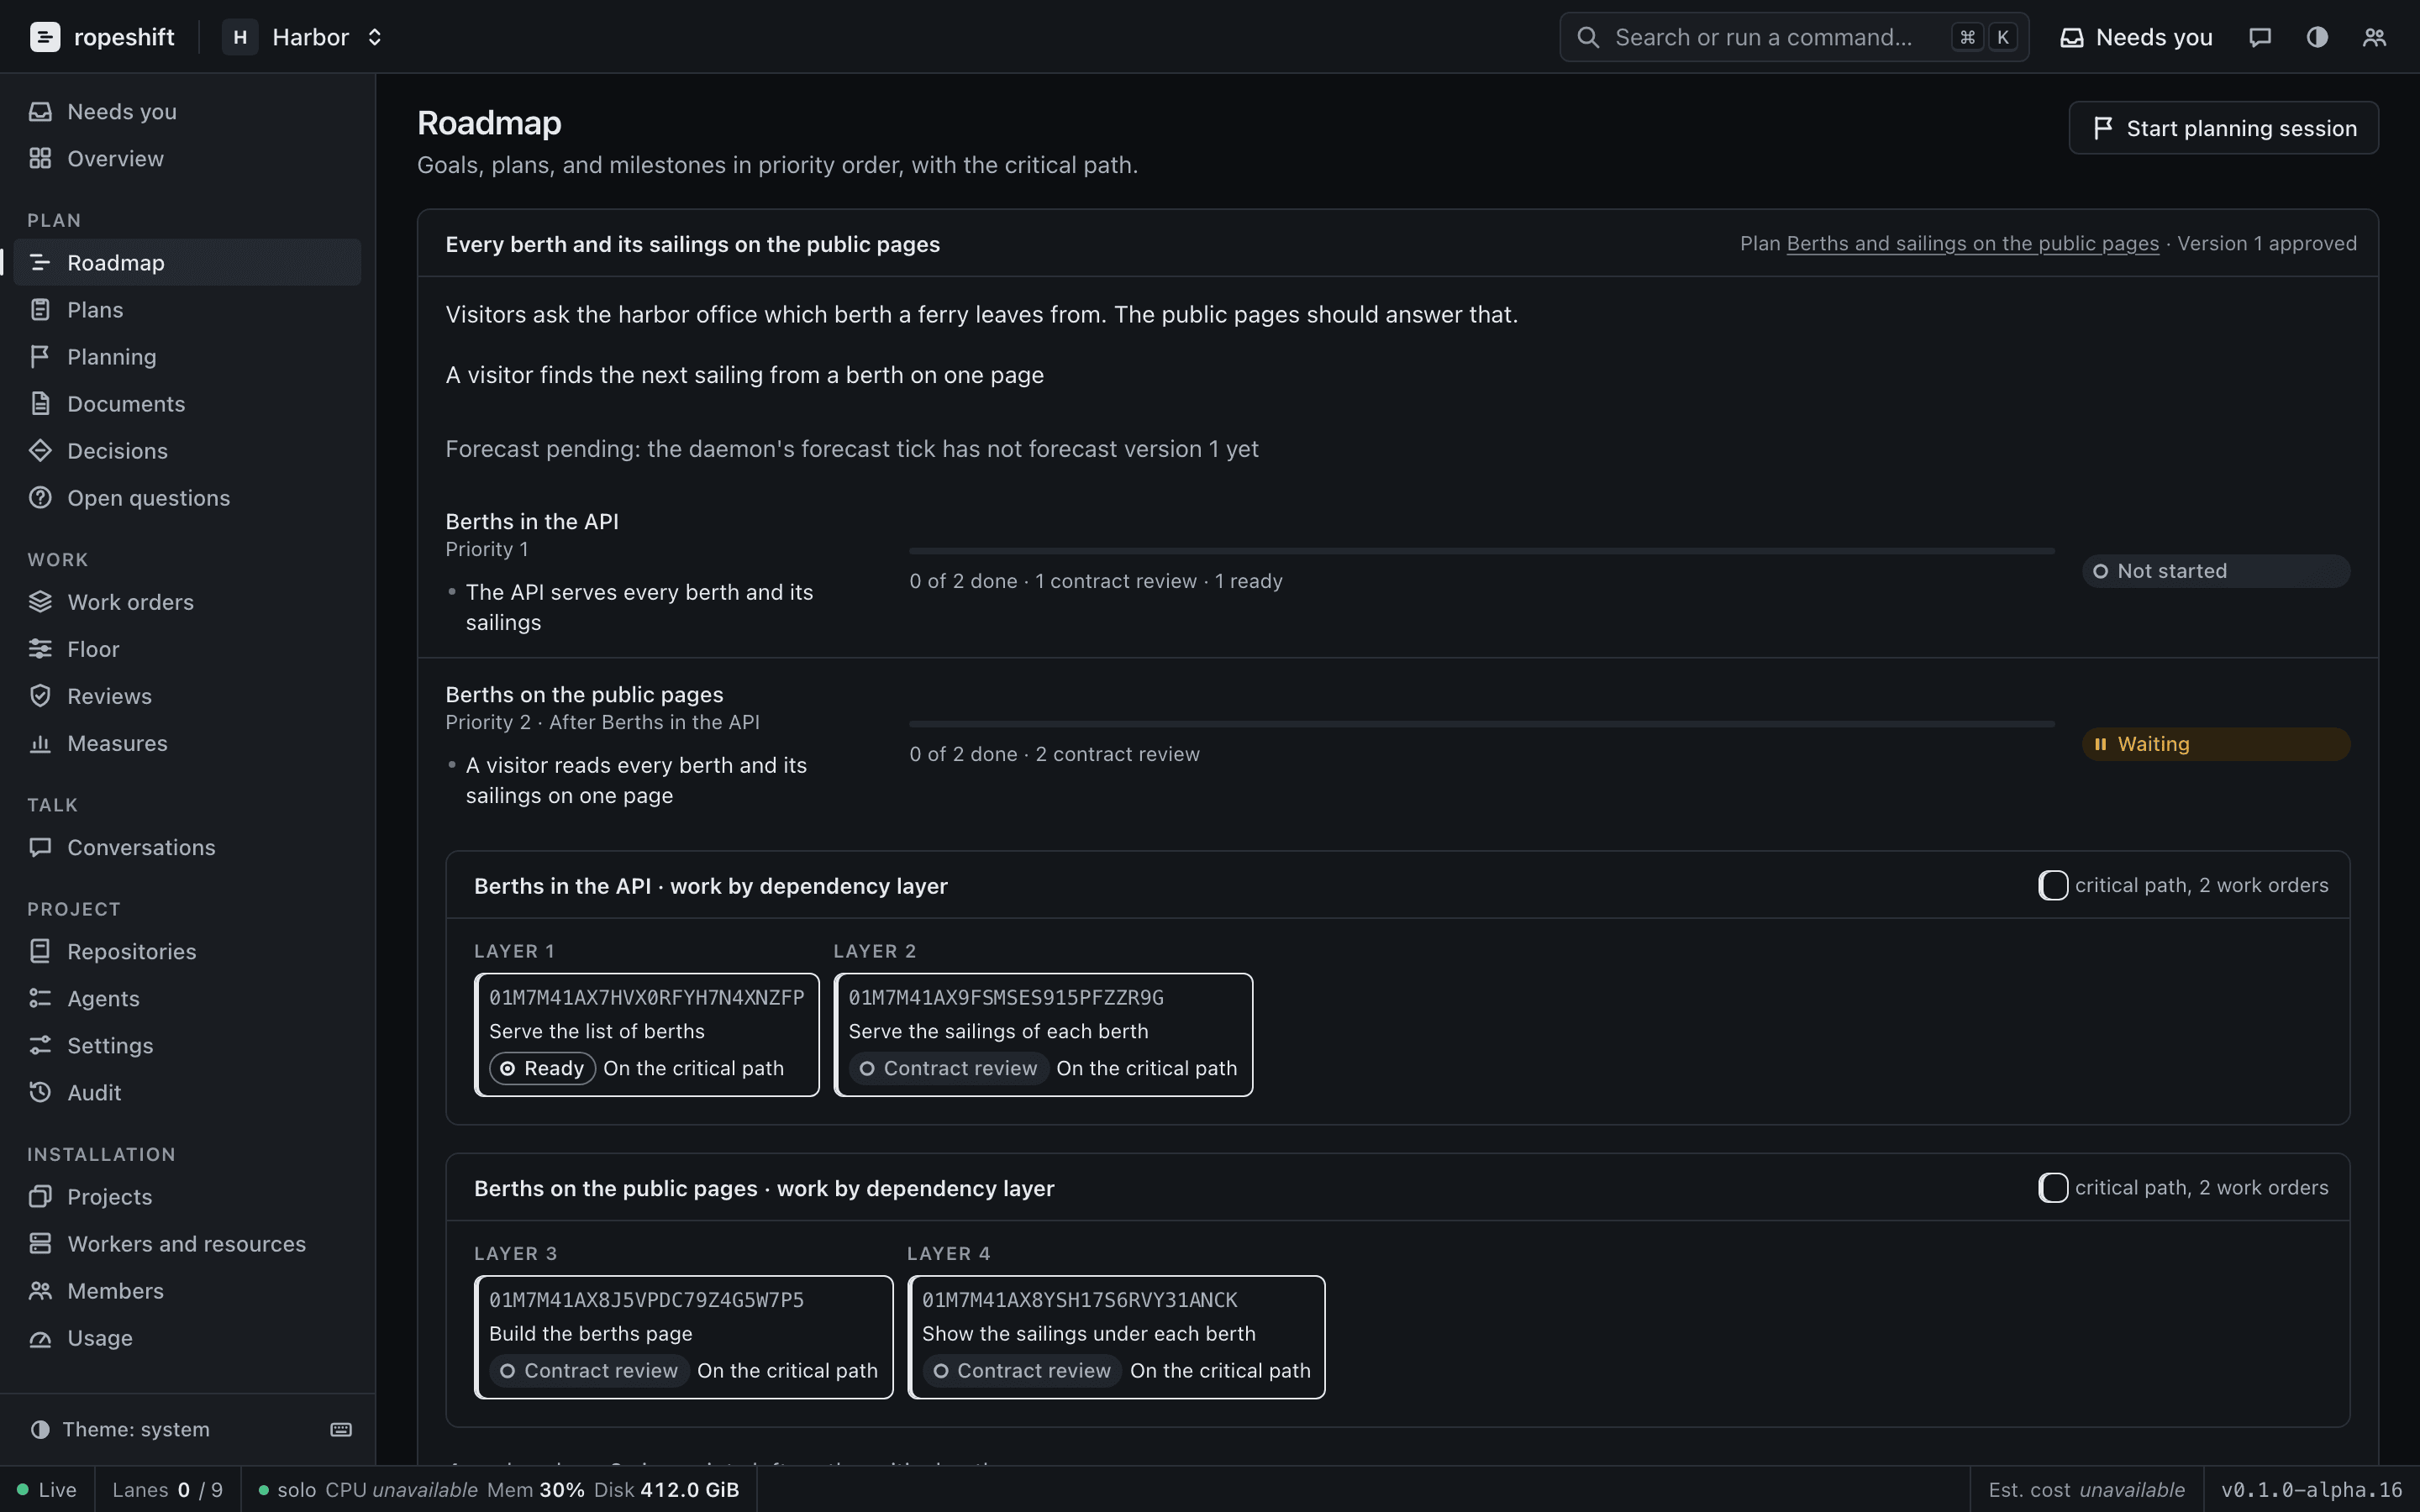 ropeshift
H Harbor
Search or run a command... ⌘ K
Needs you
Needs you
Overview
PLAN
Roadmap
Plans
Planning
Documents
Decisions
Open questions
WORK
Work orders
Floor
Reviews
Measures
TALK
Conversations
PROJECT
Repositories
Agents
Settings
Audit
INSTALLATION
Projects
Workers and resources
Members
Usage
Theme: system
Roadmap
Goals, plans, and milestones in priority order, with the critical path.
Start planning session
Every berth and its sailings on the public pages
Plan Berths and sailings on the public pages · Version 1 approved
Visitors ask the harbor office which berth a ferry leaves from. The public pages should answer that.
A visitor finds the next sailing from a berth on one page
Forecast pending: the daemon's forecast tick has not forecast version 1 yet
Berths in the API
Priority 1
• The API serves every berth and its
sailings
0 of 2 done · 1 contract review · 1 ready
Not started
Berths on the public pages
Priority 2 · After Berths in the API
• A visitor reads every berth and its
sailings on one page
0 of 2 done · 2 contract review
Waiting
Berths in the API · work by dependency layer
critical path, 2 work orders
LAYER 1
01M7M41AX7HVX0RFYH7N4XNZFP
Serve the list of berths
Ready On the critical path
LAYER 2
01M7M41AX9FSMSES915PFZZR9G
Serve the sailings of each berth
Contract review On the critical path
Berths on the public pages · work by dependency layer
critical path, 2 work orders
LAYER 3
01M7M41AX8J5VPDC79Z4G5W7P5
Build the berths page
Contract review On the critical path
LAYER 4
01M7M41AX8YSH17S6RVY31ANCK
Show the sailings under each berth
Contract review On the critical path
Live
Lanes 0 / 9
solo CPU unavailable Mem 30% Disk 412.0 GiB
Est. cost unavailable
v0.1.0-alpha.16